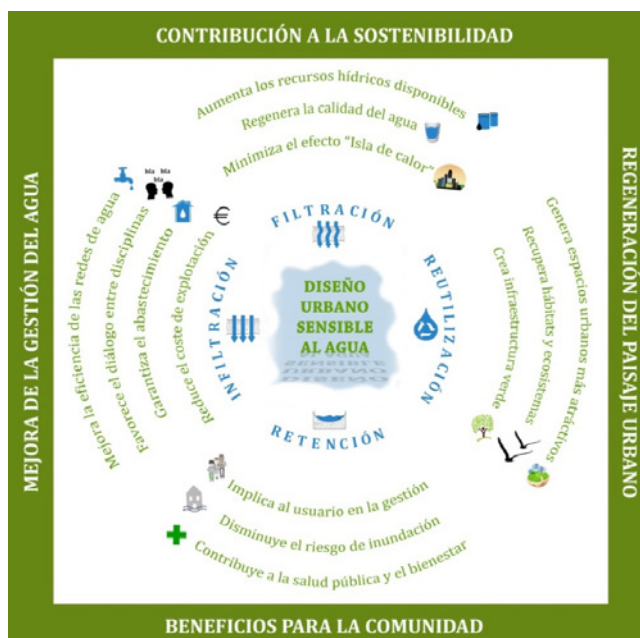 CONTRIBUCIÓN A LA SOSTENIBILIDAD
Aumenta los recursos hídricos disponibles
Regenera la calidad del agua
Minimiza el efecto "Isla de calor"
MEJORA DE LA GESTIÓN DEL AGUA
Mejora la eficiencia de las redes de agua
Favorece el diálogo entre disciplinas
Garantiza el abastecimiento
Reduce el coste de explotación
bla
bla
bla
€
FILTRACIÓN
INFILTRACIÓN
DISEÑO
URBANO
SENSIBLE
AL AGUA
SENSIBLE
URBANO
DISEÑO
REUTILIZACIÓN
RETENCIÓN
Genera espacios urbanos más atráctivos
Recupera hábitats y ecosistemas
Crea infraestructura verde
REGENERACIÓN DEL PAISAJE URBANO
Implica al usuario en la gestión
Disminuye el riesgo de inundación
Contribuye a la salud pública y el bienestar
BENEFICIOS PARA LA COMUNIDAD